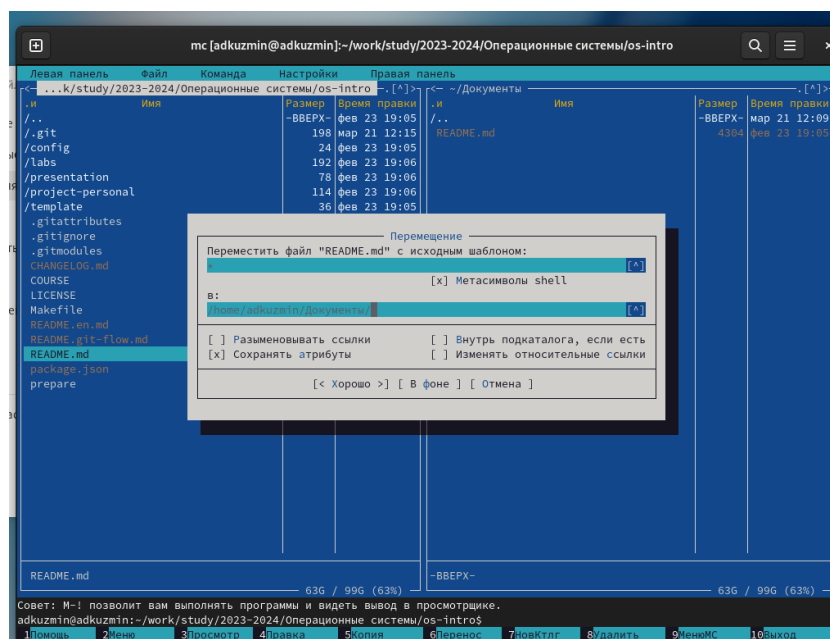 mc [adkuzmin@adkuzmin]:~/work/study/2023-2024/Операционные системы/os-intro
Левая панель Файл Команда Настройки Правая панель
<— ...k/study/2023-2024/Операционные системы/os-intro —.[^]>
.и Имя Размер Время правки
/.. -ВВЕРХ- фев 23 19:05
/.git 198 мар 21 12:15
/config 24 фев 23 19:05
/labs 192 фев 23 19:06
/presentation 78 фев 23 19:06
/project-personal 114 фев 23 19:06
/template 36 фев 23 19:05
.gitattributes
.gitignore
.gitmodules
CHANGELOG.md
COURSE
LICENSE
Makefile
README.en.md
README.git-flow.md
README.md
package.json
prepare
README.md
63G / 99G (63%)
<— ~/Документы —.[^]>
.и Имя Размер Время правки
/.. -ВВЕРХ- мар 21 12:09
README.md 4304 фев 23 19:05
-ВВЕРХ-
63G / 99G (63%)
Перемещение
Переместить файл "README.md" с исходным шаблоном:
* [^]
[x] Метасимволы shell
в:
/home/adkuzmin/Документы/ [^]
[ ] Разыменовывать ссылки [ ] Внутрь подкаталога, если есть
[x] Сохранять атрибуты [ ] Изменять относительные ссылки
[< Хорошо >] [ В фоне ] [ Отмена ]
Совет: M-! позволит вам выполнять программы и видеть вывод в просмотрщике.
adkuzmin@adkuzmin:~/work/study/2023-2024/Операционные системы/os-intro$
1Помощь 2Меню 3Просмотр 4Правка 5Копия 6Перенос 7НовКтлг 8Удалить 9МенюМС 10Выход